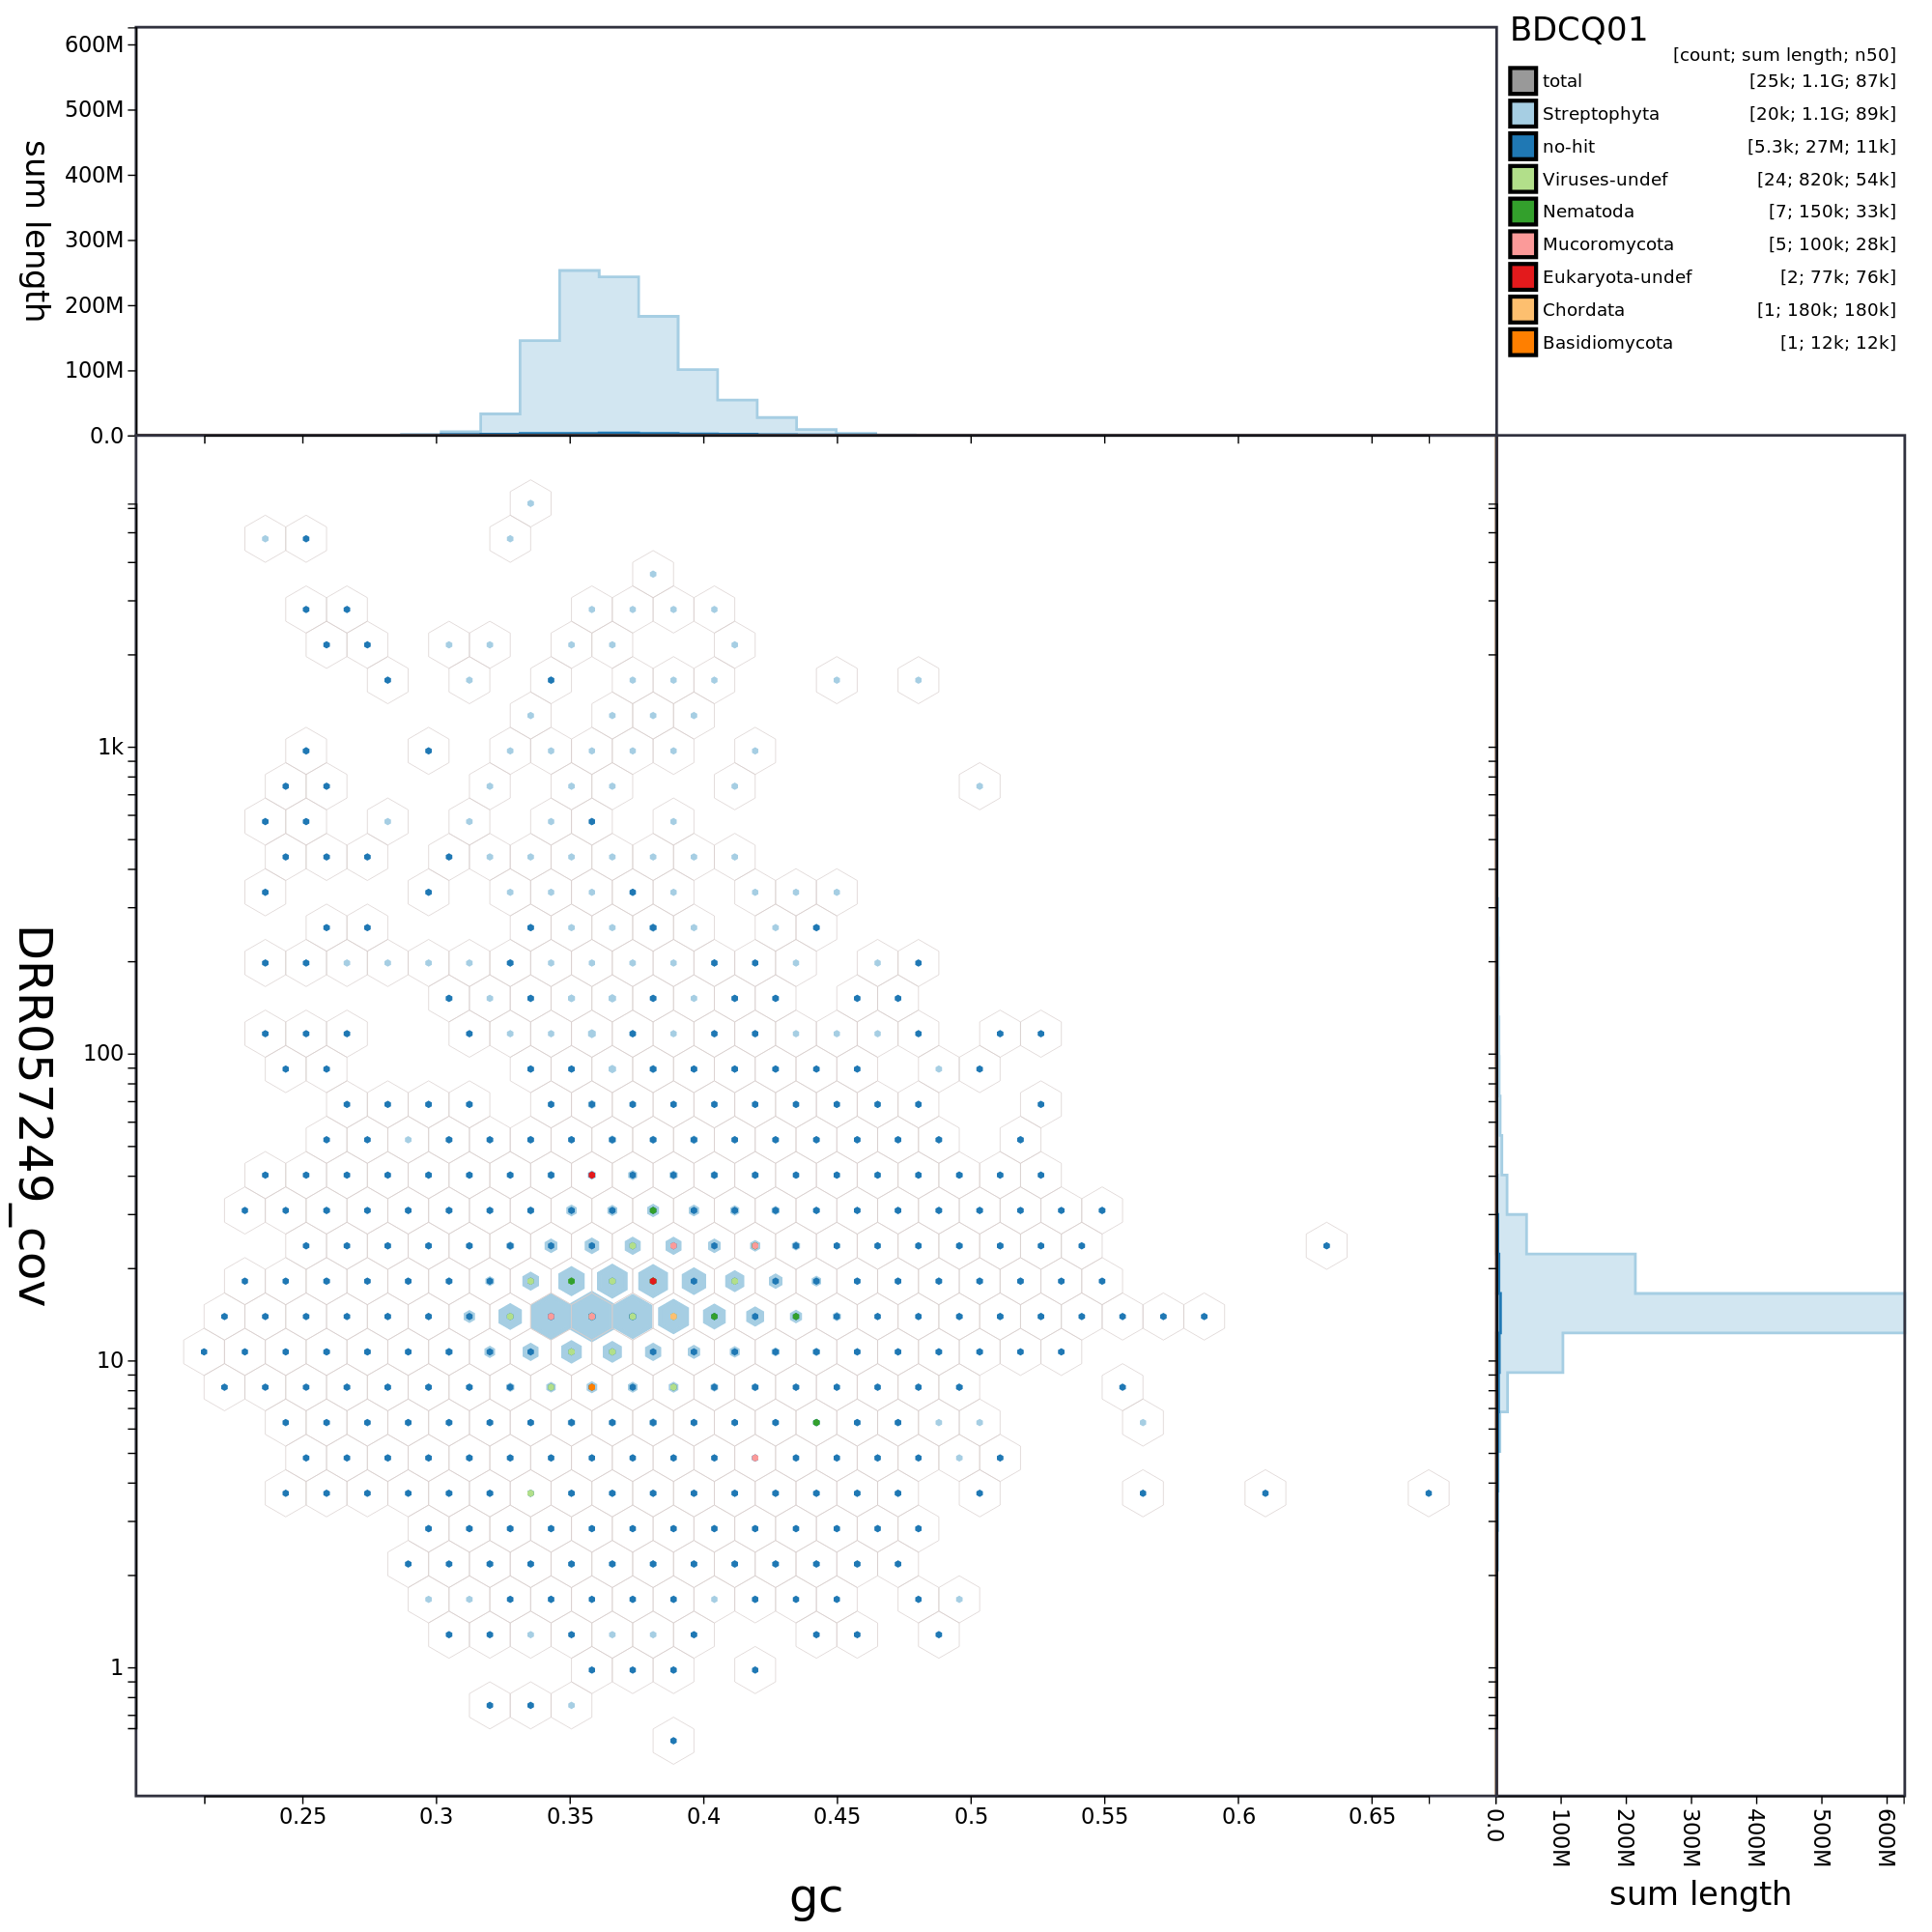 BDCQ01
[count; sum length; n50]
total [25k; 1.1G; 87k]
Streptophyta [20k; 1.1G; 89k]
no-hit [5.3k; 27M; 11k]
Viruses-undef [24; 820k; 54k]
Nematoda [7; 150k; 33k]
Mucoromycota [5; 100k; 28k]
Eukaryota-undef [2; 77k; 76k]
Chordata [1; 180k; 180k]
Basidiomycota [1; 12k; 12k]
sum length
600M
500M
400M
300M
200M
100M
0.0
DRR057249_cov
1k
100
10
1
0.25 0.3 0.35 0.4 0.45 0.5 0.55 0.6 0.65
gc
0.0 100M 200M 300M 400M 500M 600M
sum length